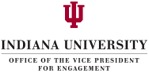 INDIANA UNIVERSITY
OFFICE OF THE VICE PRESIDENT
FOR ENGAGEMENT